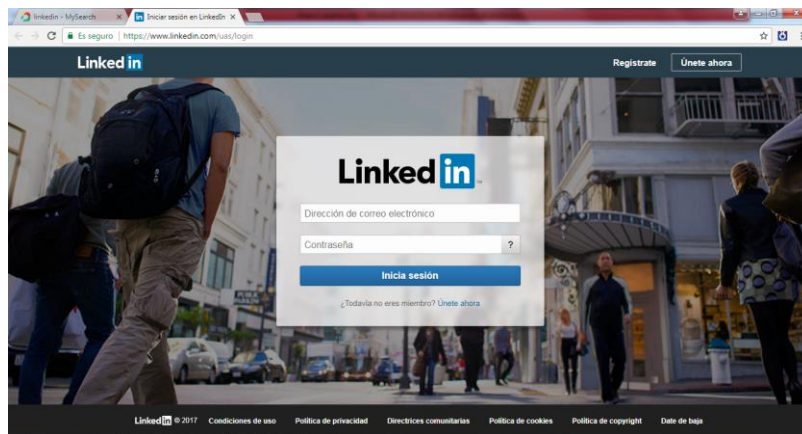 linkedin - MySearch
Iniciar sesión en LinkedIn
Es seguro | https://www.linkedin.com/uas/login
Linked in
Regístrate
Únete ahora
Linked in
Dirección de correo electrónico
Contraseña ?
Inicia sesión
¿Todavía no eres miembro? Únete ahora
Linked in © 2017 Condiciones de uso Política de privacidad Directrices comunitarias Política de cookies Política de copyright Date de baja